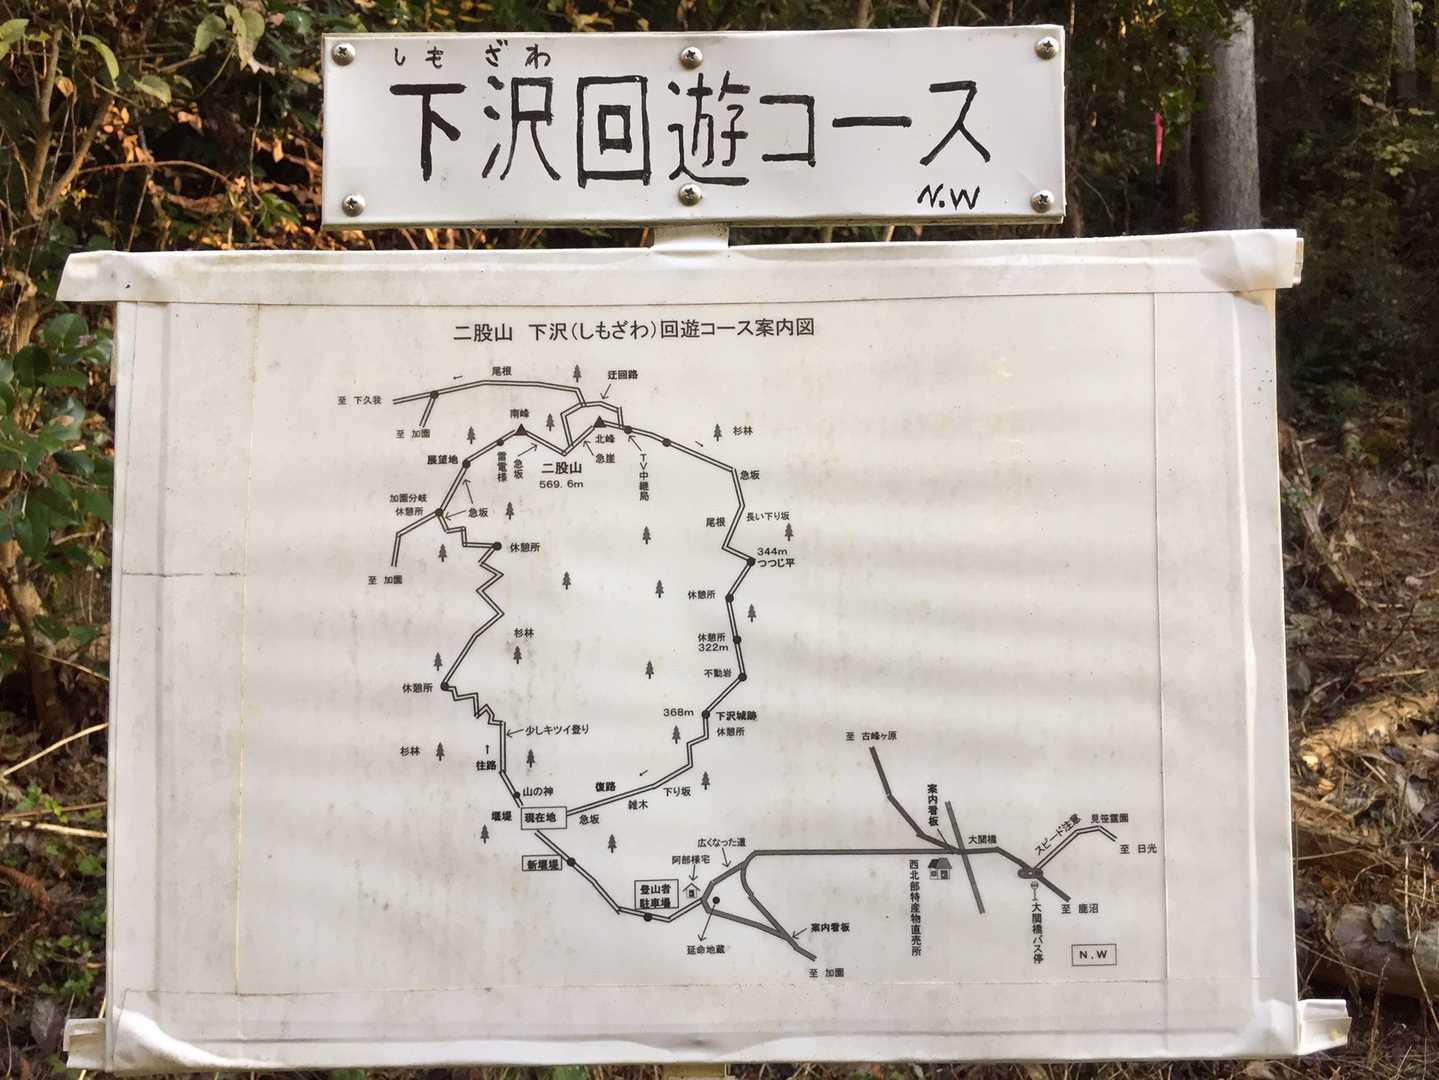 しもざわ
下沢回遊コース
N.W
二股山 下沢(しもざわ)回遊コース案内図
尾根
迂回路
至 下久我
南峰
至 加園
北峰
杉林
展望地
雷電様
急坂
二股山
569.6m
急崖
TV中継局
急坂
加園分岐
休憩所
急坂
尾根
長い下り坂
休憩所
344m
つつじ平
至 加園
休憩所
杉林
休憩所
322m
不動岩
休憩所
368m
下沢城跡
休憩所
少しキツイ登り
杉林
往路
至 古峰ヶ原
山の神
復路
下り坂
雑木
案内看板
堰堤
現在地
急坂
広くなった道
大関橋
スピード注意
見笹霊園
至 日光
新堰堤
阿部様宅
西北部特産物直売所
登山者
駐車場
大関橋バス停
至 鹿沼
案内看板
延命地蔵
至 加園
N.W